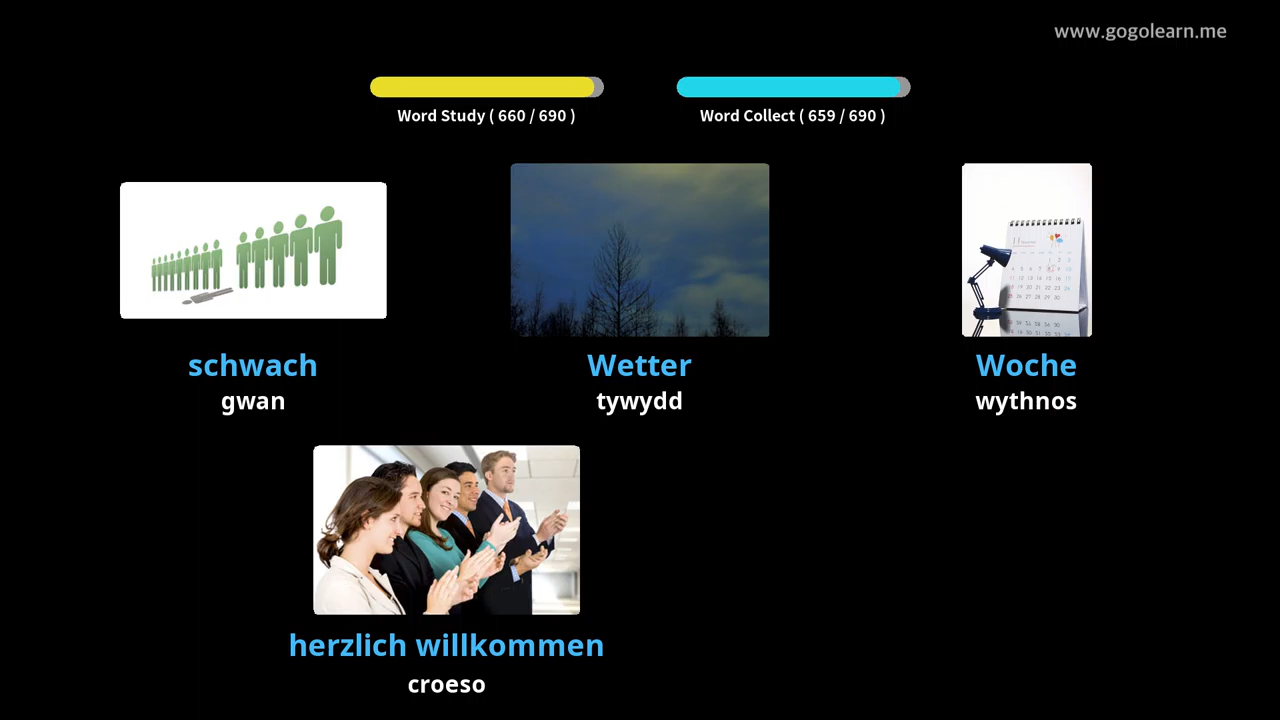 www.gogolearn.me
Word Study ( 660 / 690 )
Word Collect ( 659 / 690 )
schwach
gwan
Wetter
tywydd
Woche
wythnos
herzlich willkommen
croeso